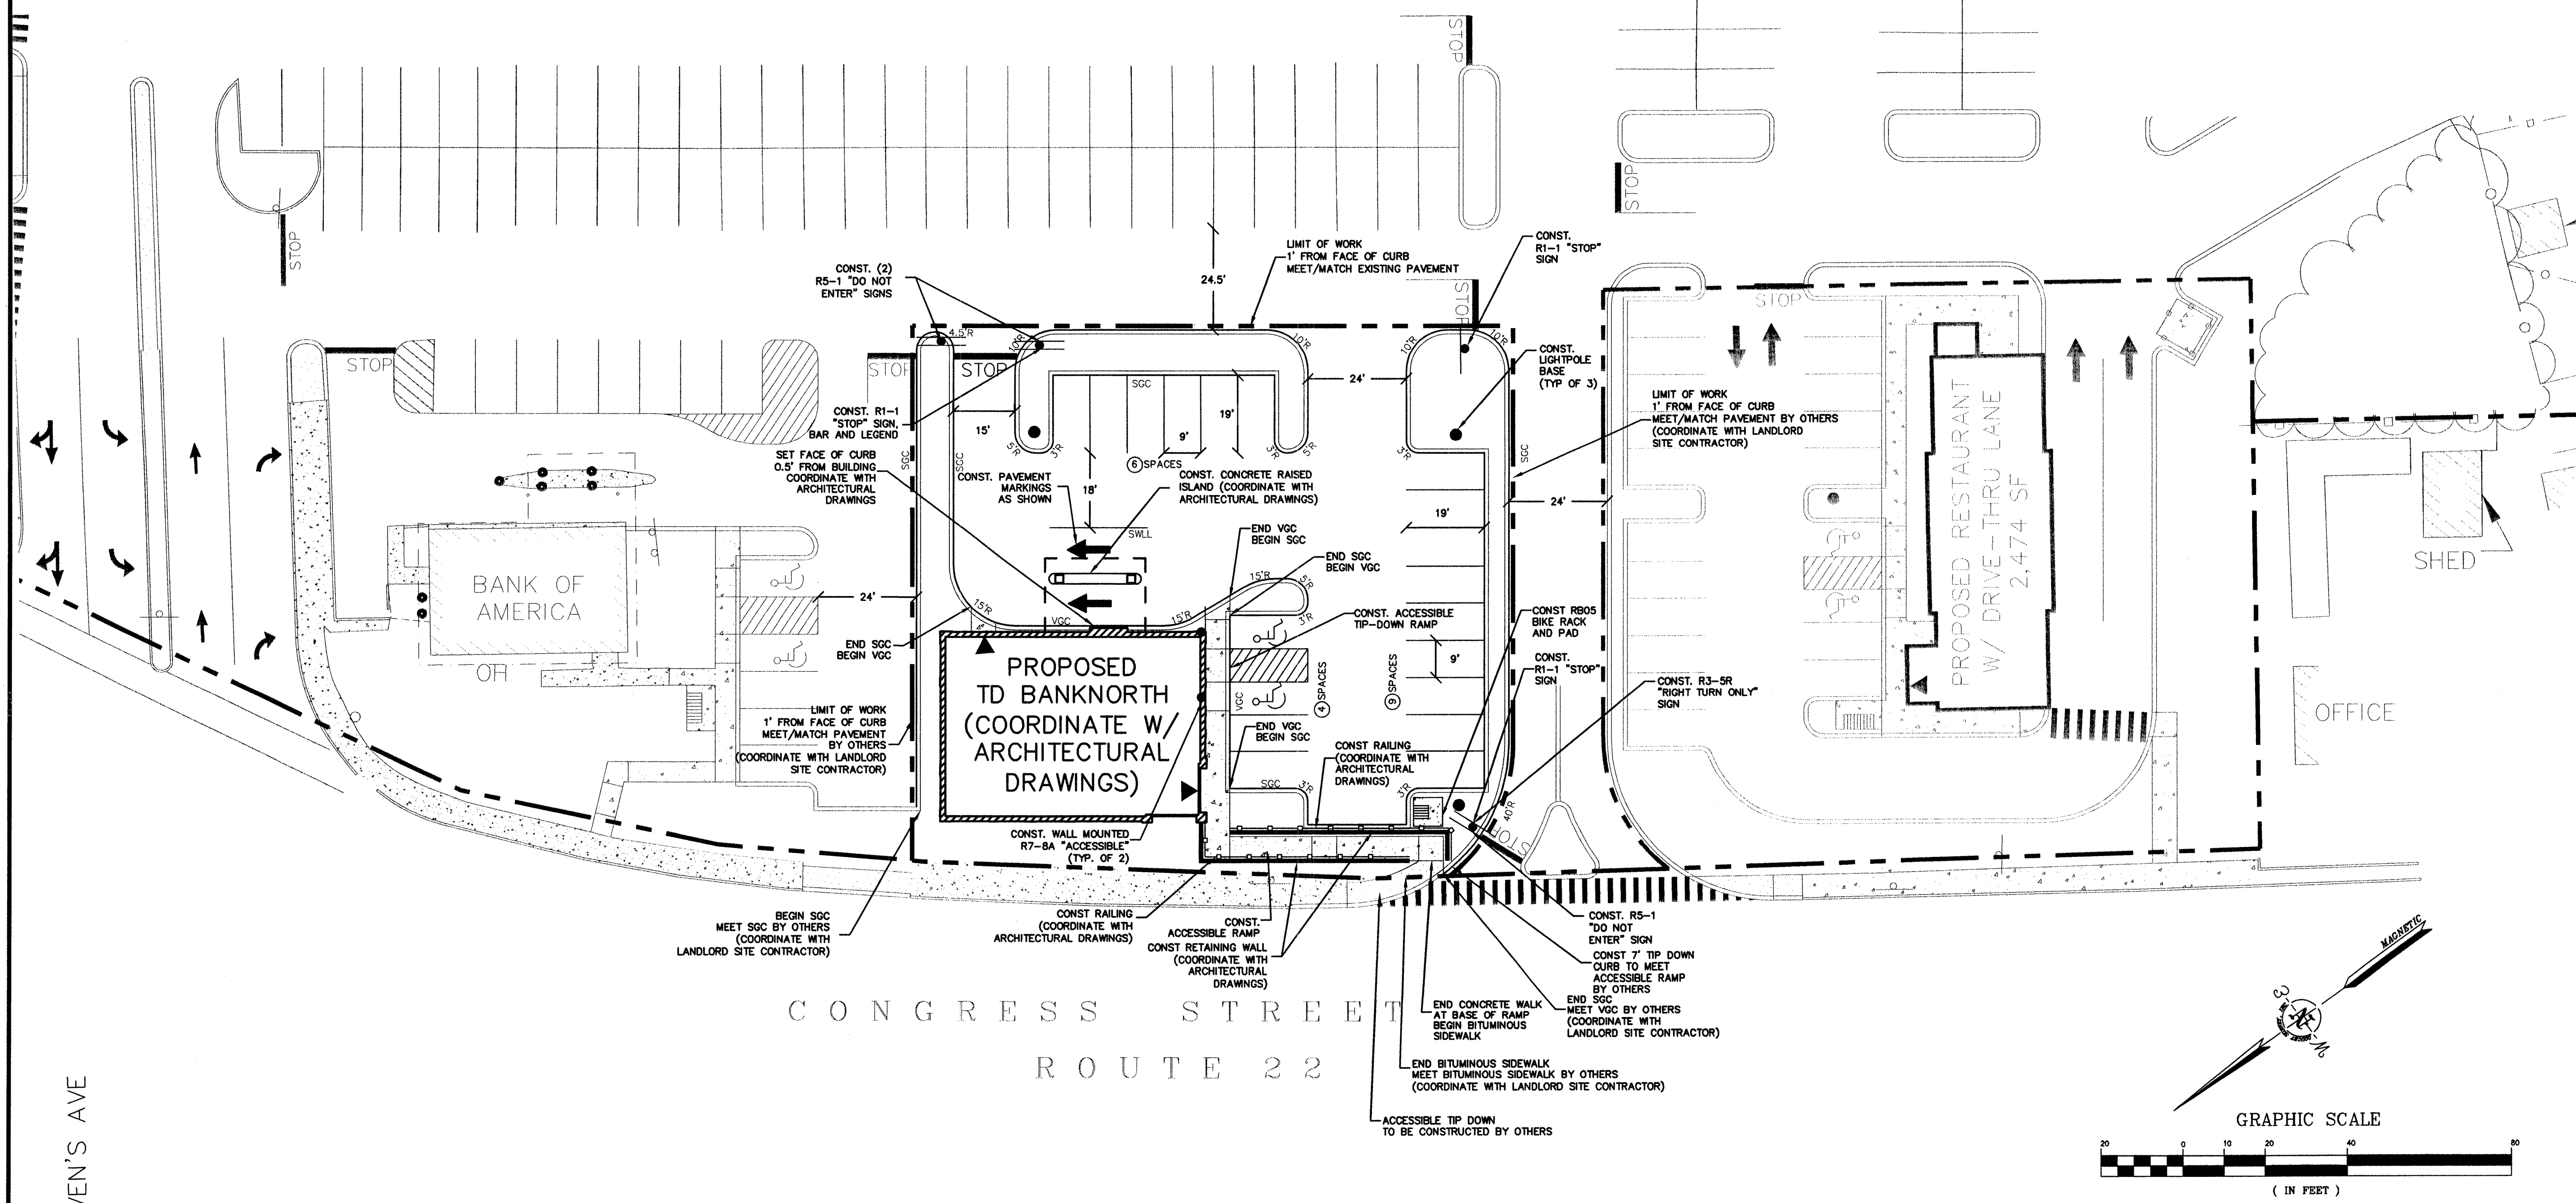 STOP
STOP
STOP
LIMIT OF WORK
1' FROM FACE OF CURB
MEET/MATCH EXISTING PAVEMENT
24.5'
CONST.
R1-1 "STOP"
SIGN
CONST. (2)
R5-1 "DO NOT
ENTER" SIGNS
STOP
STOP
4.5'R
10'R
10'R
10'R
10'R
STOP
STOP
STOP
SGC
24'
CONST.
LIGHTPOLE
BASE
(TYP OF 3)
CONST. R1-1
"STOP" SIGN,
BAR AND LEGEND
15'
9'
19'
LIMIT OF WORK
1' FROM FACE OF CURB
MEET/MATCH PAVEMENT BY OTHERS
(COORDINATE WITH LANDLORD
SITE CONTRACTOR)
SET FACE OF CURB
0.5' FROM BUILDING
COORDINATE WITH
ARCHITECTURAL
DRAWINGS
SGC
SGC
5'R
3'R
3'R
5'R
3'R
SGC
6 SPACES
CONST. PAVEMENT
MARKINGS
AS SHOWN
18'
CONST. CONCRETE RAISED
ISLAND (COORDINATE WITH
ARCHITECTURAL DRAWINGS)
19'
24'
SWLL
END VGC
BEGIN SGC
END SGC
BEGIN VGC
BANK OF
AMERICA
OH
24'
15'R
15'R
15'R
5'R
3'R
VGC
CONST. ACCESSIBLE
TIP-DOWN RAMP
CONST RB05
BIKE RACK
AND PAD
END SGC
BEGIN VGC
PROPOSED
TD BANKNORTH
(COORDINATE W/
ARCHITECTURAL
DRAWINGS)
VGC
4 SPACES
9 SPACES
9'
CONST.
R1-1 "STOP"
SIGN
CONST. R3-5R
"RIGHT TURN ONLY"
SIGN
PROPOSED RESTAURANT
W/ DRIVE-THRU LANE
2,474 SF
SHED
OFFICE
LIMIT OF WORK
1' FROM FACE OF CURB
MEET/MATCH PAVEMENT
BY OTHERS
(COORDINATE WITH LANDLORD
SITE CONTRACTOR)
END VGC
BEGIN SGC
CONST RAILING
(COORDINATE WITH
ARCHITECTURAL
DRAWINGS)
SGC
3'R
3'R
40'R
STOP
CONST. WALL MOUNTED
R7-8A "ACCESSIBLE"
(TYP. OF 2)
BEGIN SGC
MEET SGC BY OTHERS
(COORDINATE WITH
LANDLORD SITE CONTRACTOR)
CONST RAILING
(COORDINATE WITH
ARCHITECTURAL DRAWINGS)
CONST.
ACCESSIBLE RAMP
CONST RETAINING WALL
(COORDINATE WITH
ARCHITECTURAL
DRAWINGS)
CONST. R5-1
"DO NOT
ENTER" SIGN
CONST 7' TIP DOWN
CURB TO MEET
ACCESSIBLE RAMP
BY OTHERS
END SGC
MEET VGC BY OTHERS
(COORDINATE WITH
LANDLORD SITE CONTRACTOR)
END CONCRETE WALK
AT BASE OF RAMP
BEGIN BITUMINOUS
SIDEWALK
END BITUMINOUS SIDEWALK
MEET BITUMINOUS SIDEWALK BY OTHERS
(COORDINATE WITH LANDLORD SITE CONTRACTOR)
ACCESSIBLE TIP DOWN
TO BE CONSTRUCTED BY OTHERS
CONGRESS STREET
ROUTE 22
VEN'S AVE
MAGNETIC
GRAPHIC SCALE
20 0 10 20 40 80
( IN FEET )